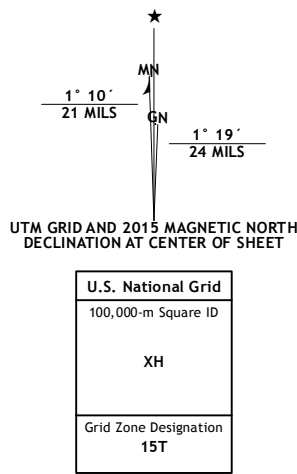 MN
1° 10´
21 MILS
GN
1° 19´
24 MILS
UTM GRID AND 2015 MAGNETIC NORTH
DECLINATION AT CENTER OF SHEET
U.S. National Grid
100,000-m Square ID
XH
Grid Zone Designation
15T